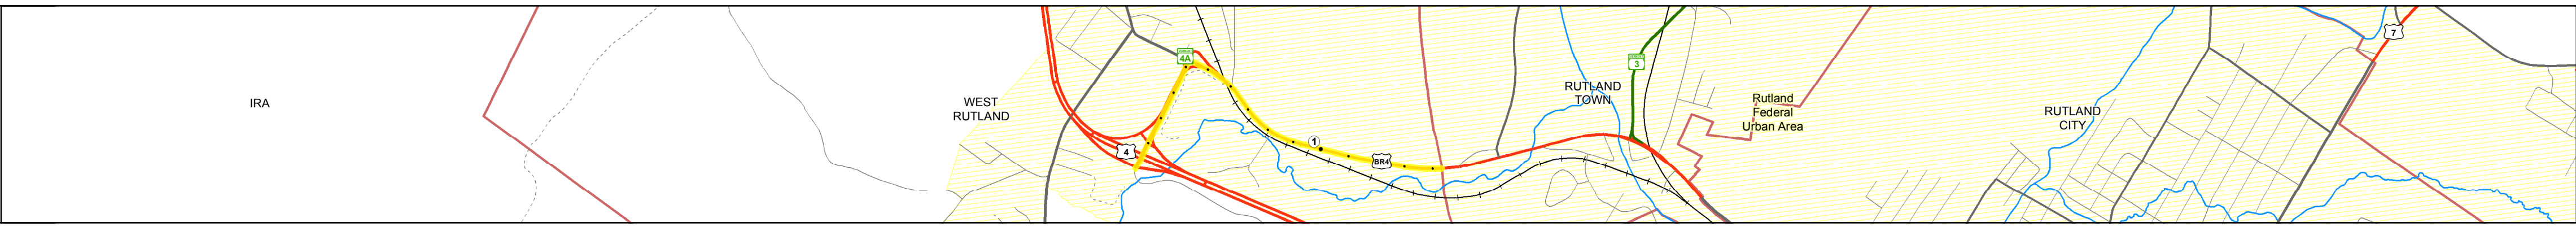 IRA
WEST
RUTLAND
4
4A
1
BR4
RUTLAND
TOWN
3
Rutland
Federal
Urban Area
RUTLAND
CITY
7